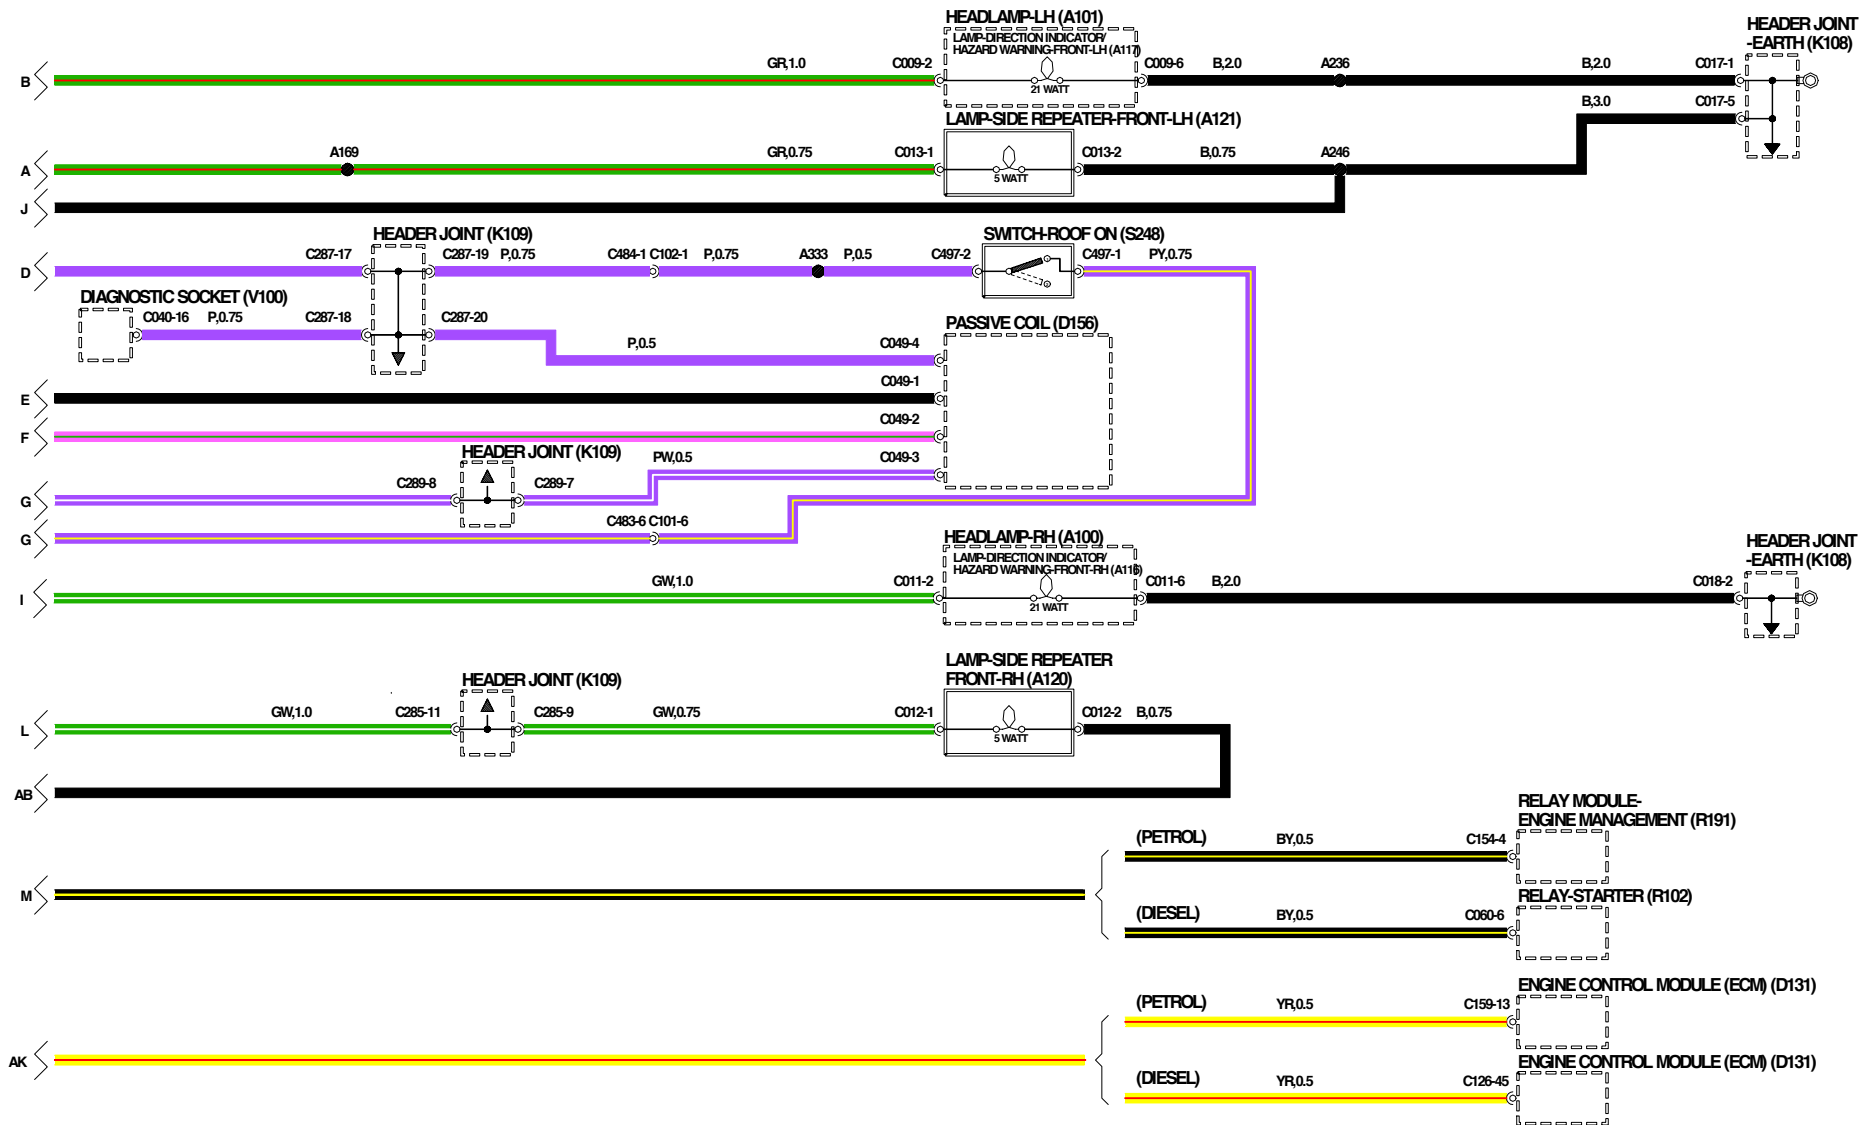 HEADLAMP-LH (A101)
LAMP-DIRECTION INDICATOR/
HAZARD WARNING-FRONT-LH (A117)
HEADER JOINT
-EARTH (K108)
B
GR,1.0
C009-2
21 WATT
C009-6
B,2.0
A236
B,2.0
C017-1
B,3.0
C017-5
LAMP-SIDE REPEATER-FRONT-LH (A121)
A
A169
GR,0.75
C013-1
5 WATT
C013-2
B,0.75
A246
J
HEADER JOINT (K109)
SWITCH-ROOF ON (S248)
D
C287-17
C287-19
P,0.75
C484-1
C102-1
P,0.75
A333
P,0.5
C497-2
C497-1
PY,0.75
DIAGNOSTIC SOCKET (V100)
C040-16
P,0.75
C287-18
C287-20
PASSIVE COIL (D156)
P,0.5
C049-4
E
C049-1
F
C049-2
HEADER JOINT (K109)
PW,0.5
C049-3
G
C289-8
C289-7
G
C483-6
C101-6
HEADLAMP-RH (A100)
LAMP-DIRECTION INDICATOR/
HAZARD WARNING-FRONT-RH (A116)
HEADER JOINT
-EARTH (K108)
I
GW,1.0
C011-2
21 WATT
C011-6
B,2.0
C018-2
LAMP-SIDE REPEATER
FRONT-RH (A120)
HEADER JOINT (K109)
L
GW,1.0
C285-11
C285-9
GW,0.75
C012-1
5 WATT
C012-2
B,0.75
AB
RELAY MODULE-
ENGINE MANAGEMENT (R191)
(PETROL)
BY,0.5
C154-4
M
RELAY-STARTER (R102)
(DIESEL)
BY,0.5
C060-6
ENGINE CONTROL MODULE (ECM) (D131)
(PETROL)
YR,0.5
C159-13
AK
ENGINE CONTROL MODULE (ECM) (D131)
(DIESEL)
YR,0.5
C126-45